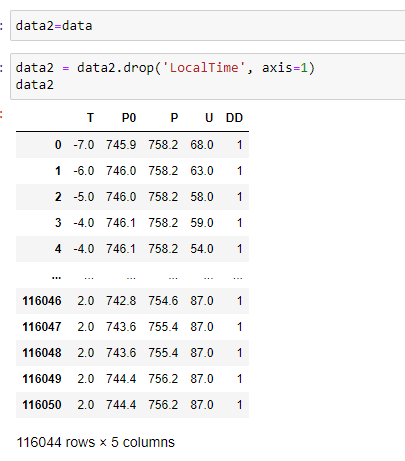 : data2=data
: data2 = data2.drop('LocalTime', axis=1)
data2
:
T P0 P U DD
0 -7.0 745.9 758.2 68.0 1
1 -6.0 746.0 758.2 63.0 1
2 -5.0 746.0 758.2 58.0 1
3 -4.0 746.1 758.2 59.0 1
4 -4.0 746.1 758.2 54.0 1
... ... ... ... ... ...
116046 2.0 742.8 754.6 87.0 1
116047 2.0 743.6 755.4 87.0 1
116048 2.0 743.6 755.4 87.0 1
116049 2.0 744.4 756.2 87.0 1
116050 2.0 744.4 756.2 87.0 1
116044 rows × 5 columns